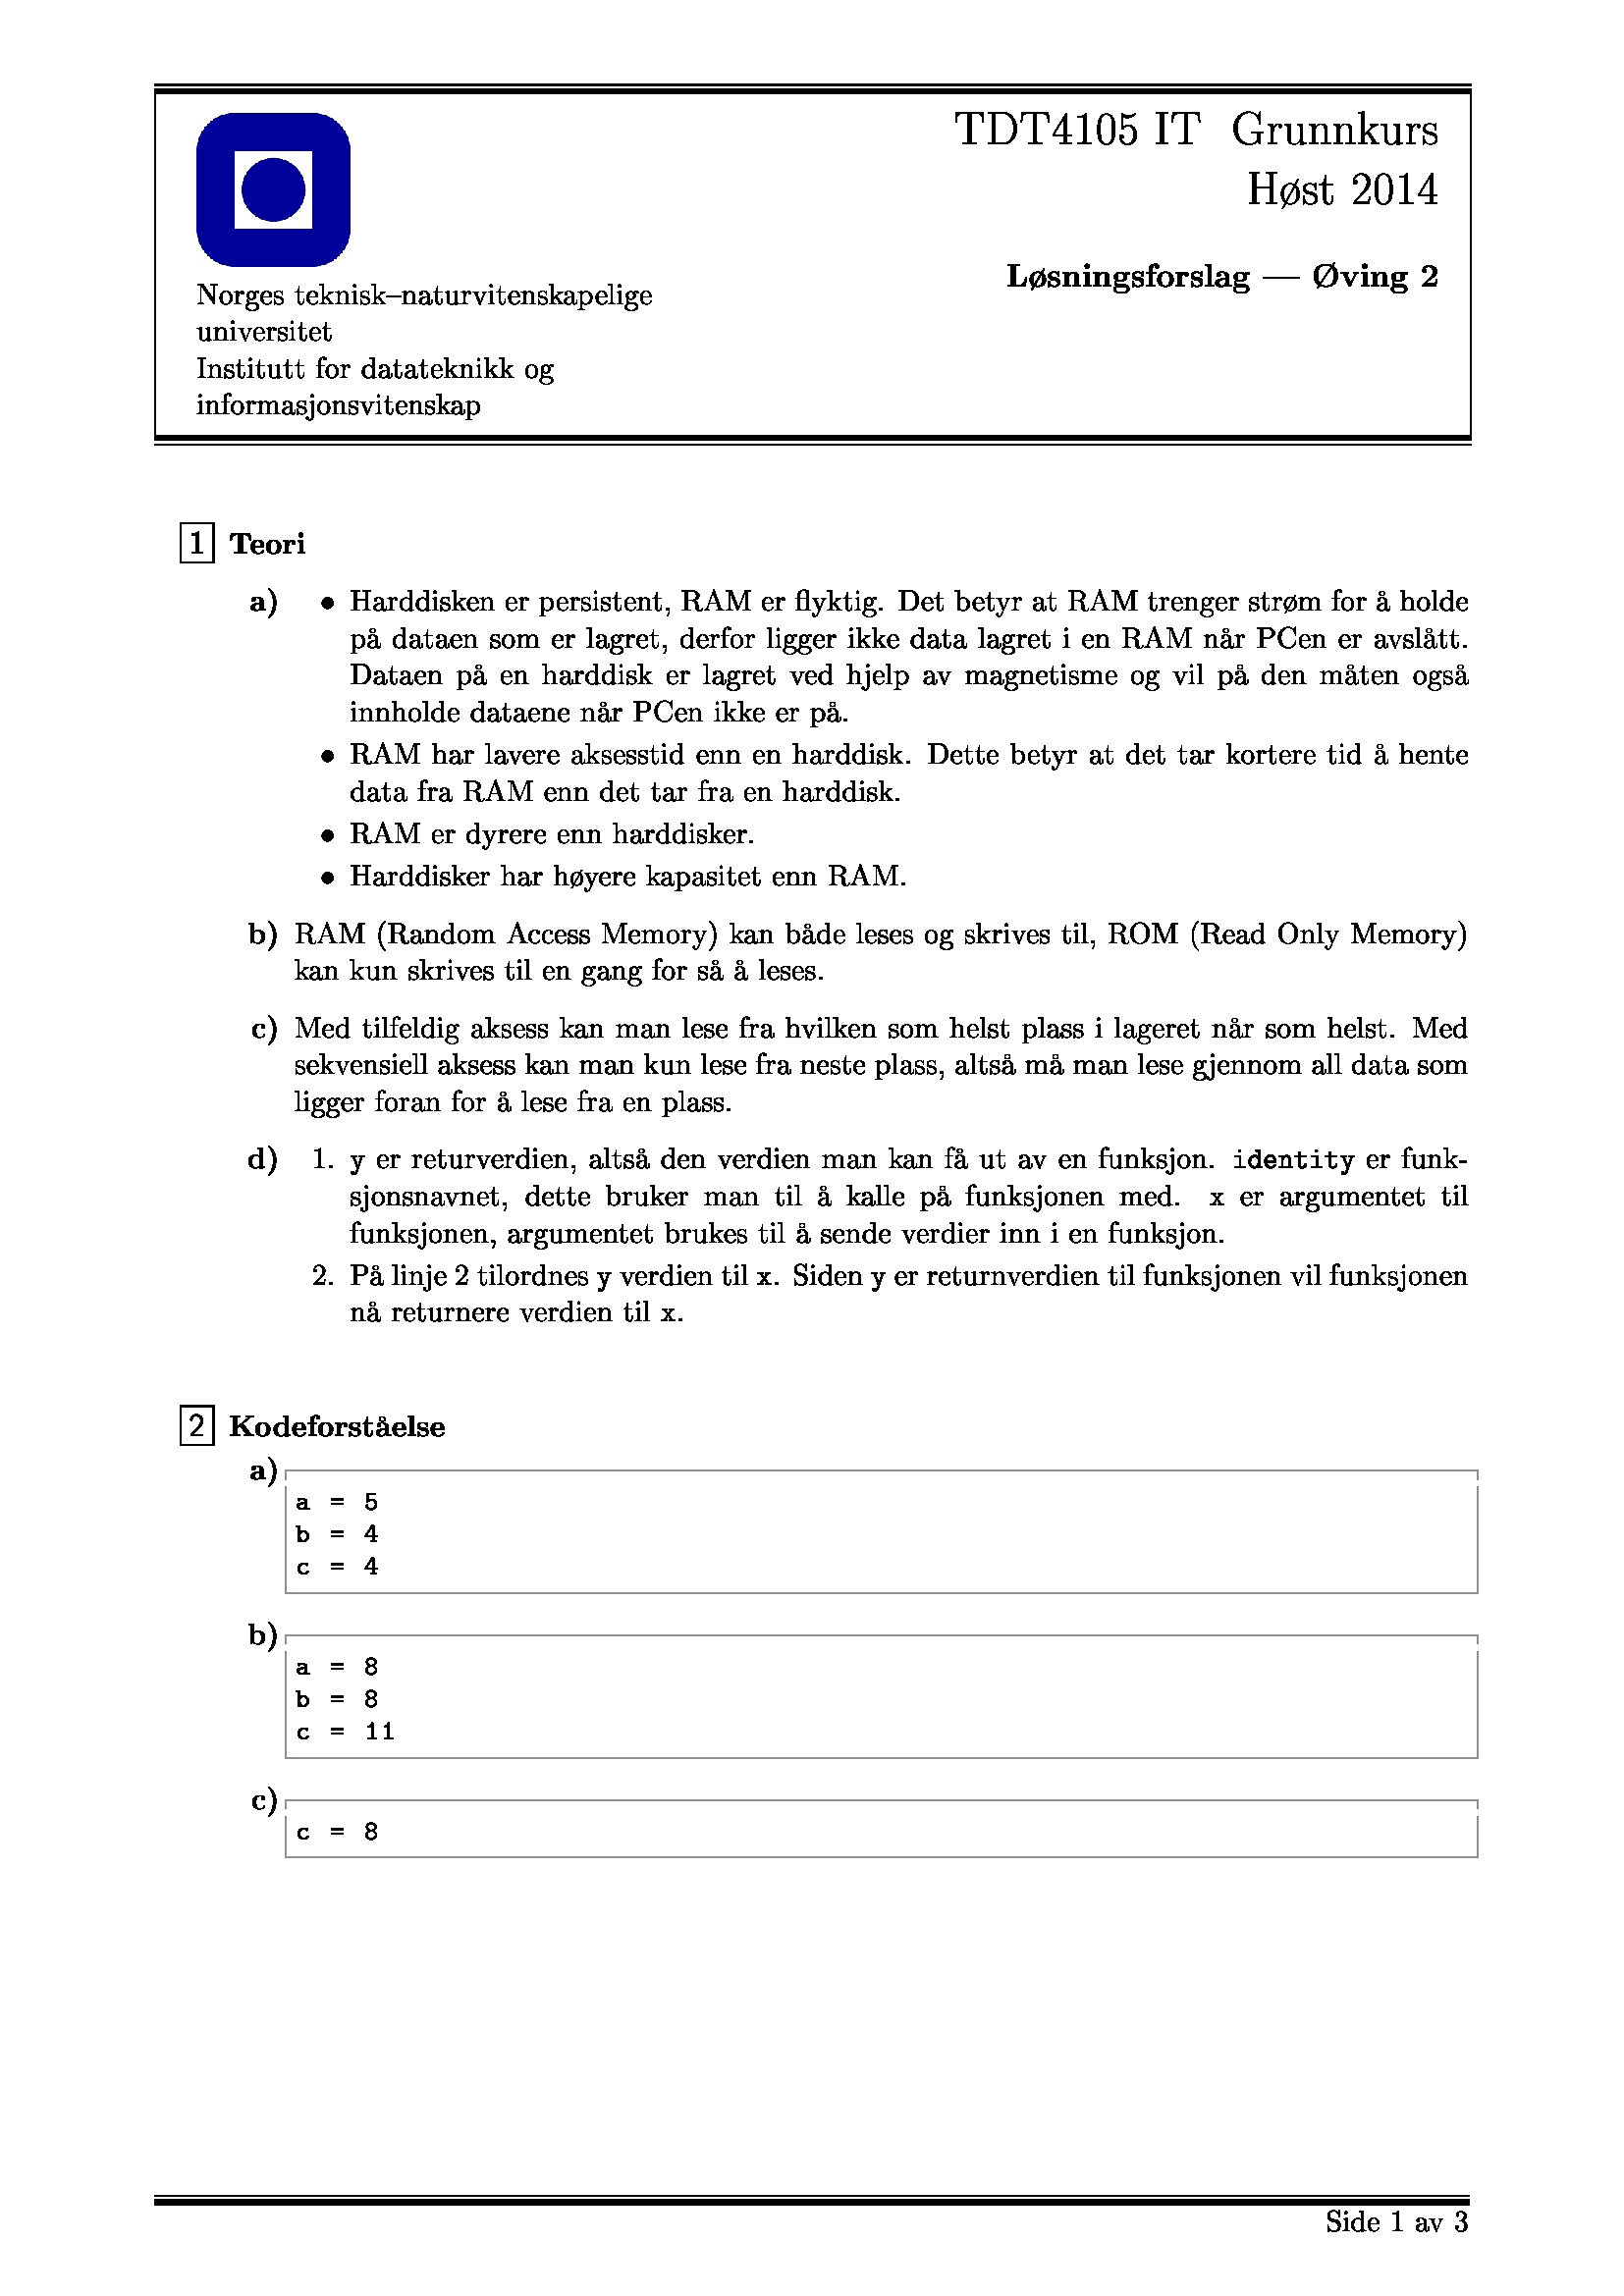 TDT4105 IT Grunnkurs
Høst 2014
Løsningsforslag — Øving 2
Norges teknisk–naturvitenskapelige
universitet
Institutt for datateknikk og
informasjonsvitenskap
1 Teori
a) • Harddisken er persistent, RAM er flyktig. Det betyr at RAM trenger strøm for å holde
på dataen som er lagret, derfor ligger ikke data lagret i en RAM når PCen er avslått.
Dataen på en harddisk er lagret ved hjelp av magnetisme og vil på den måten også
innholde dataene når PCen ikke er på.
• RAM har lavere aksesstid enn en harddisk. Dette betyr at det tar kortere tid å hente
data fra RAM enn det tar fra en harddisk.
• RAM er dyrere enn harddisker.
• Harddisker har høyere kapasitet enn RAM.
b) RAM (Random Access Memory) kan både leses og skrives til, ROM (Read Only Memory)
kan kun skrives til en gang for så å leses.
c) Med tilfeldig aksess kan man lese fra hvilken som helst plass i lageret når som helst. Med
sekvensiell aksess kan man kun lese fra neste plass, altså må man lese gjennom all data som
ligger foran for å lese fra en plass.
d) 1. y er returverdien, altså den verdien man kan få ut av en funksjon. identity er funk-
sjonsnavnet, dette bruker man til å kalle på funksjonen med. x er argumentet til
funksjonen, argumentet brukes til å sende verdier inn i en funksjon.
2. På linje 2 tilordnes y verdien til x. Siden y er returnverdien til funksjonen vil funksjonen
nå returnere verdien til x.
2 Kodeforståelse
a)
a = 5
b = 4
c = 4
b)
a = 8
b = 8
c = 11
c)
c = 8
Side 1 av 3